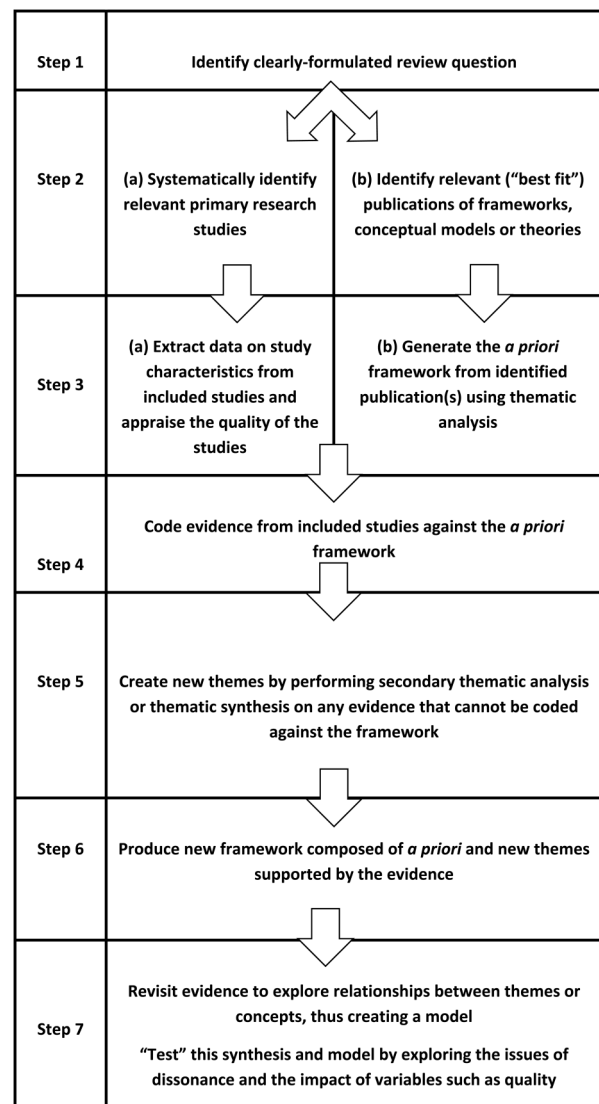 Step 1
Identify clearly-formulated review question
Step 2
(a) Systematically identify
relevant primary research
studies
(b) Identify relevant (“best fit”)
publications of frameworks,
conceptual models or theories
Step 3
(a) Extract data on study
characteristics from
included studies and
appraise the quality of the
studies
(b) Generate the a priori
framework from identified
publication(s) using thematic
analysis
Step 4
Code evidence from included studies against the a priori
framework
Step 5
Create new themes by performing secondary thematic analysis
or thematic synthesis on any evidence that cannot be coded
against the framework
Step 6
Produce new framework composed of a priori and new themes
supported by the evidence
Step 7
Revisit evidence to explore relationships between themes or
concepts, thus creating a model
“Test” this synthesis and model by exploring the issues of
dissonance and the impact of variables such as quality